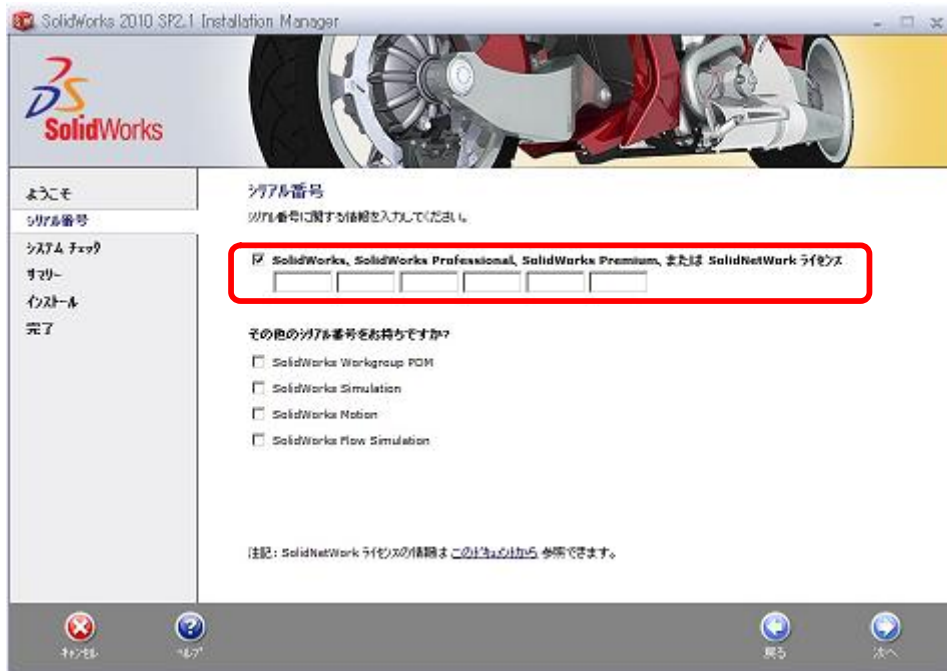 SolidWorks 2010 SP2.1 Installation Manager
SolidWorks
ようこそ
シリアル番号
システム チェック
サマリー
インストール
完了
シリアル番号
シリアル番号に関する情報を入力してください。
SolidWorks, SolidWorks Professional, SolidWorks Premium, または SolidNetWork ライセンス
その他のシリアル番号をお持ちですか?
SolidWorks Workgroup PDM
SolidWorks Simulation
SolidWorks Motion
SolidWorks Flow Simulation
注記: SolidNetWork ライセンスの情報は このドキュメントから 参照できます。
キャンセル
ヘルプ
戻る
次へ